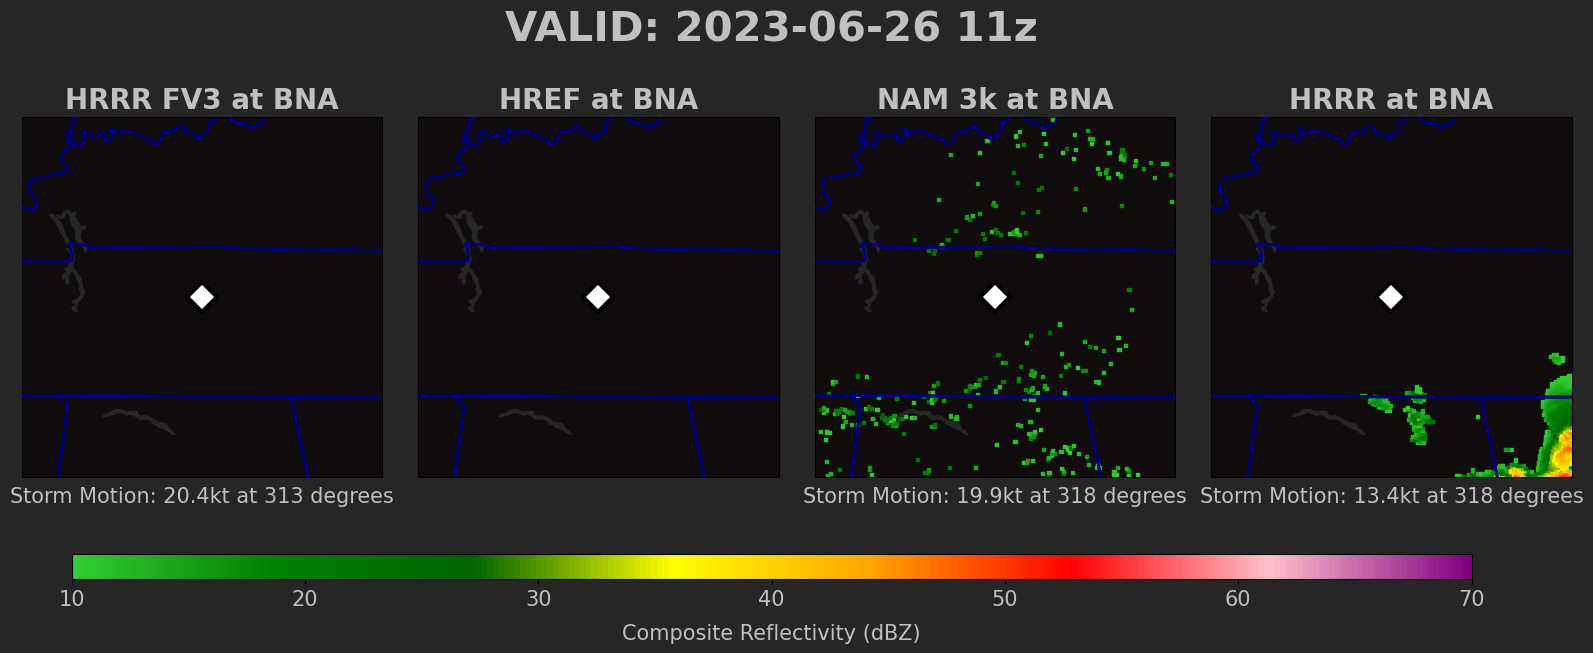 VALID: 2023-06-26 11z
HRRR FV3 at BNA
HREF at BNA
NAM 3k at BNA
HRRR at BNA
Storm Motion: 20.4kt at 313 degrees
Storm Motion: 19.9kt at 318 degrees
Storm Motion: 13.4kt at 318 degrees
10 20 30 40 50 60 70
Composite Reflectivity (dBZ)